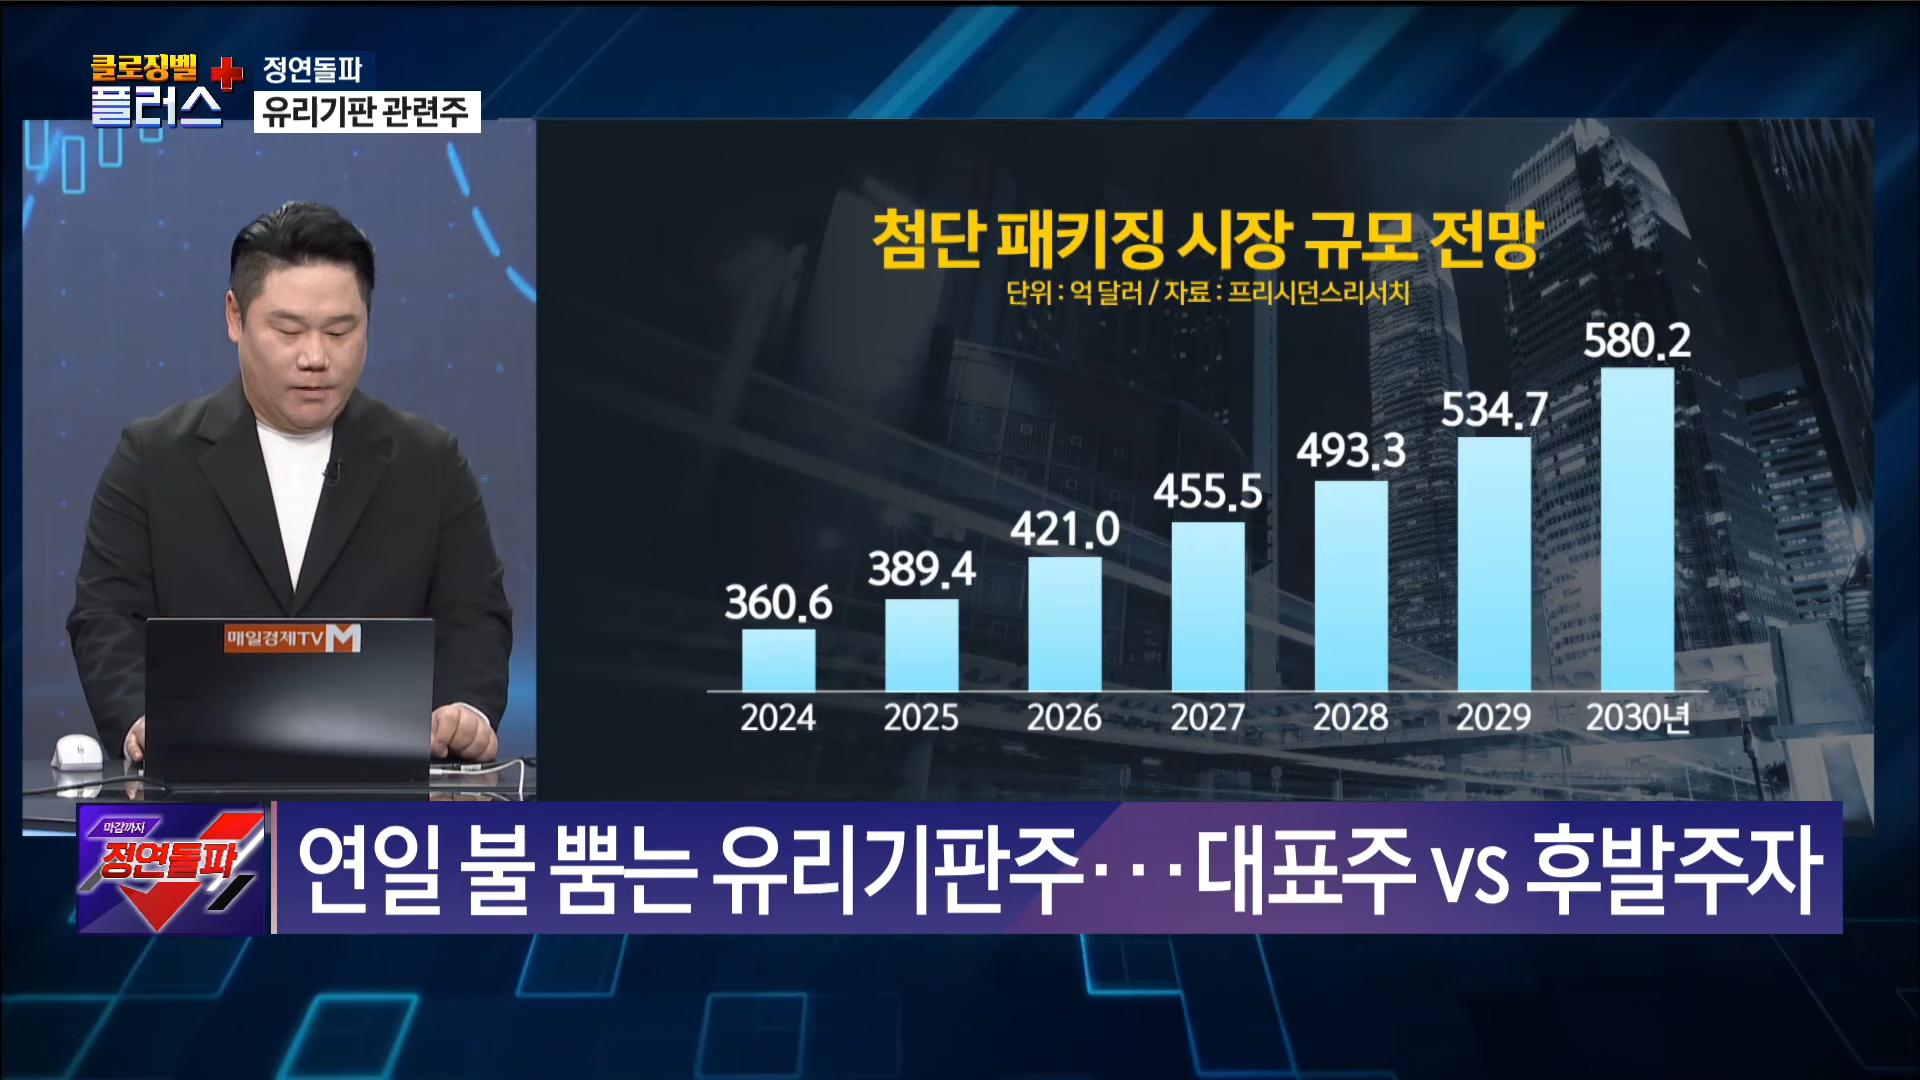 클로징벨
플러스
정연돌파
유리기판 관련주
첨단 패키징 시장 규모 전망
단위 : 억 달러 / 자료 : 프리시던스리서치
360.6
389.4
421.0
455.5
493.3
534.7
580.2
2024
2025
2026
2027
2028
2029
2030년
매일경제TV M
마감까지
정연돌파
연일 불 뿜는 유리기판주···대표주 vs 후발주자